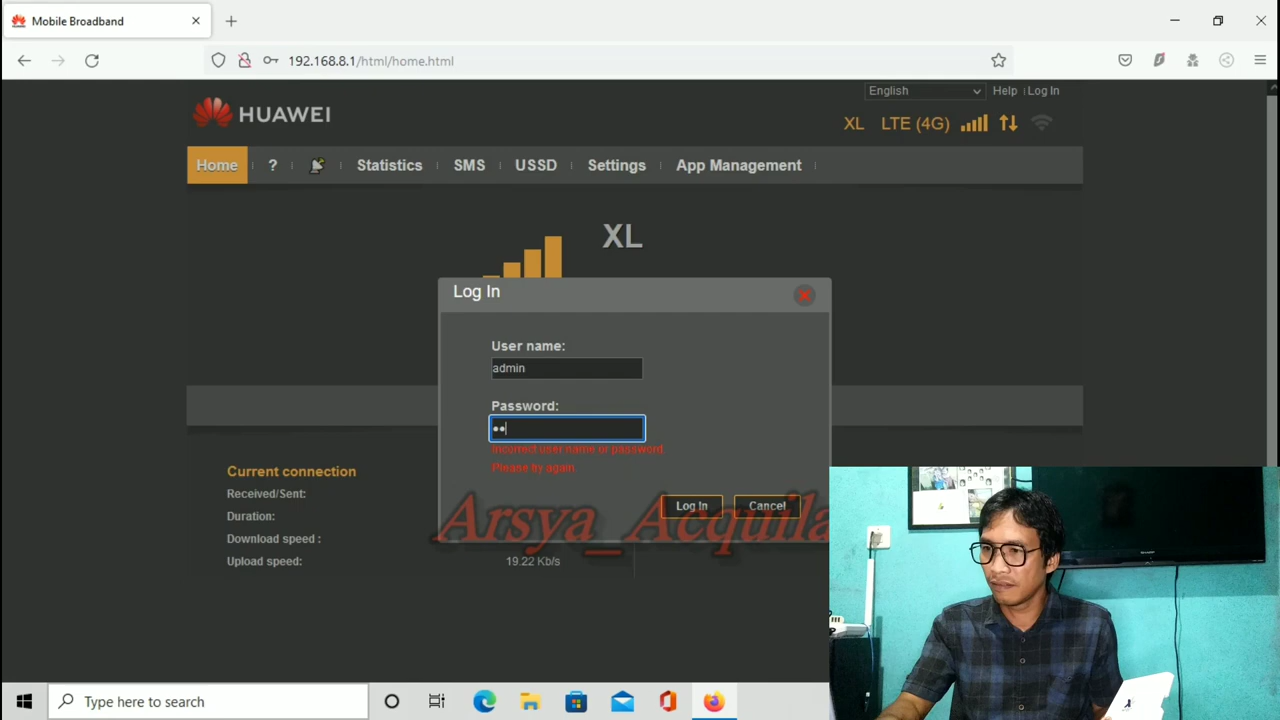 Mobile Broadband
192.168.8.1/html/home.html
English Help Log In
HUAWEI
XL LTE (4G)
Home ? Statistics SMS USSD Settings App Management
XL
Log In
User name:
admin
Password:
Incorrect user name or password
Please try again.
Log In Cancel
Current connection
Received/Sent:
Duration:
Download speed :
Upload speed: 19.22 Kb/s
Arsya_Acquila
Type here to search